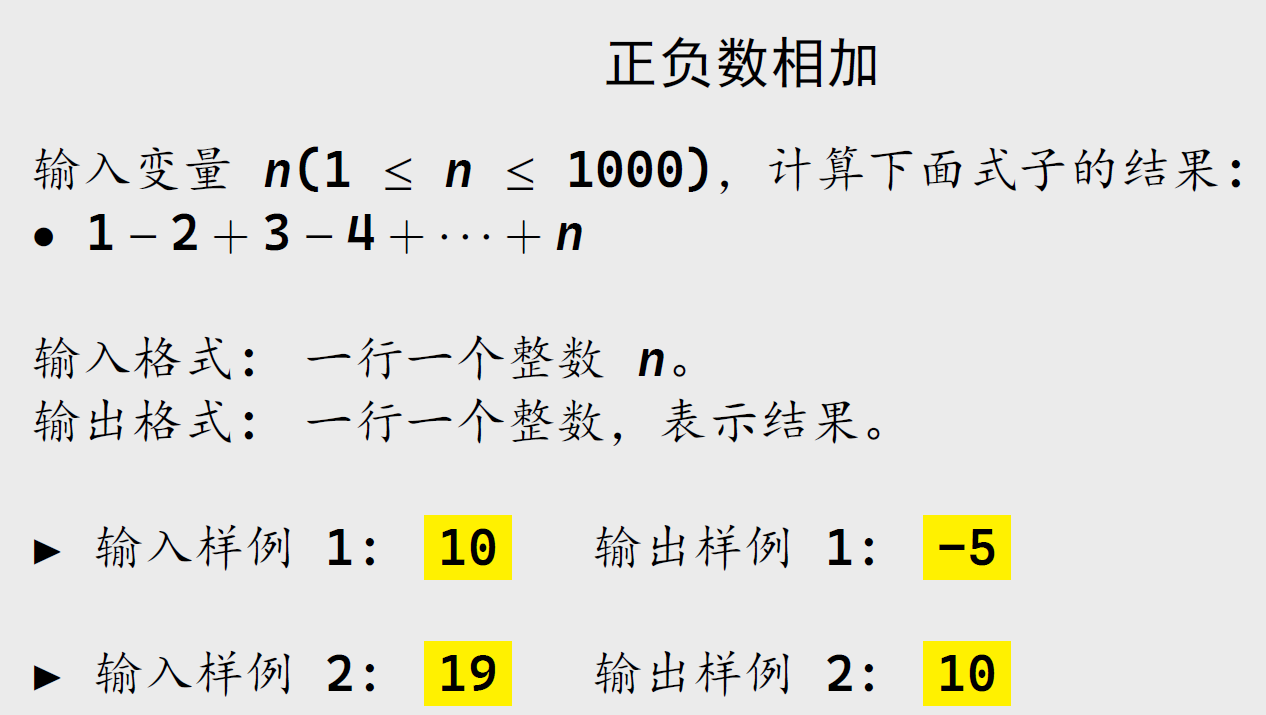 正负数相加
输入变量 n(1 ≤ n ≤ 1000)，计算下面式子的结果：
• 1 − 2 + 3 − 4 + ··· + n
输入格式： 一行一个整数 n。
输出格式： 一行一个整数，表示结果。
▶ 输入样例 1: 10 输出样例 1: −5
▶ 输入样例 2: 19 输出样例 2: 10